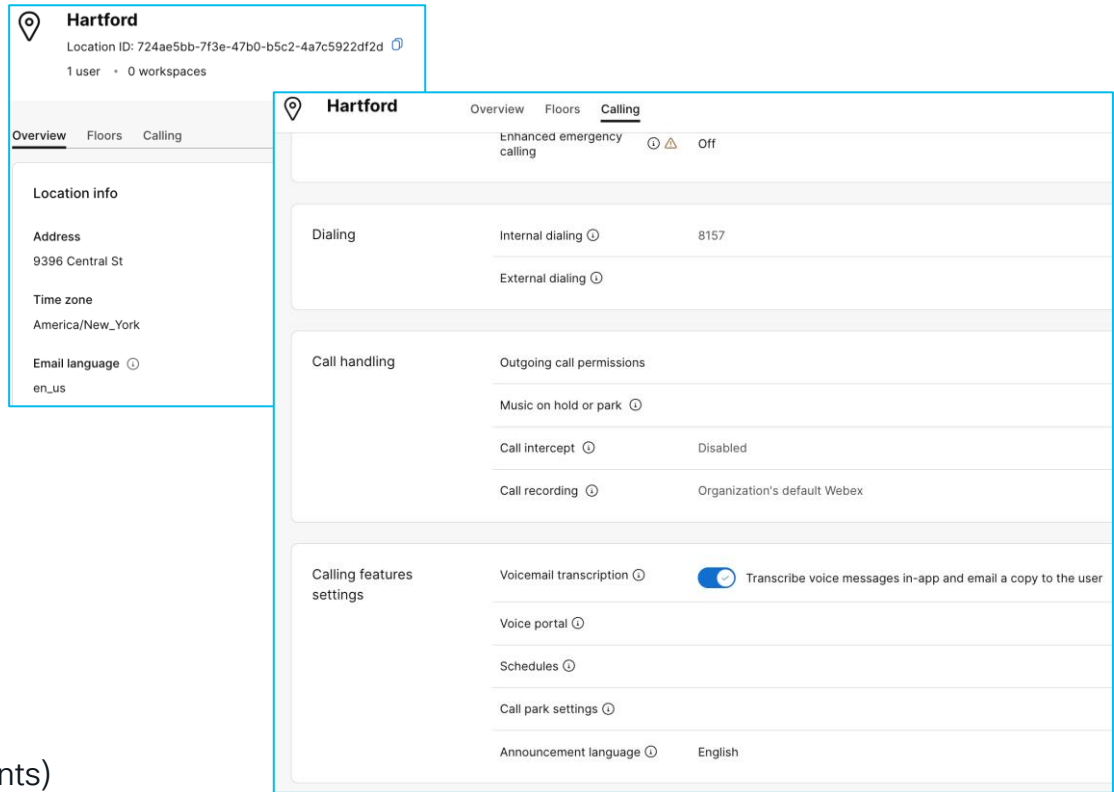 Hartford
Location ID: 724ae5bb-7f3e-47b0-b5c2-4a7c5922df2d
1 user • 0 workspaces
Overview Floors Calling
Location info
Address
9396 Central St
Time zone
America/New_York
Email language
en_us
Hartford Overview Floors Calling
Enhanced emergency
calling Off
Dialing Internal dialing 8157
External dialing
Call handling Outgoing call permissions
Music on hold or park
Call intercept Disabled
Call recording Organization's default Webex
Calling features
settings
Voicemail transcription Transcribe voice messages in-app and email a copy to the user
Voice portal
Schedules
Call park settings
Announcement language English
nts)